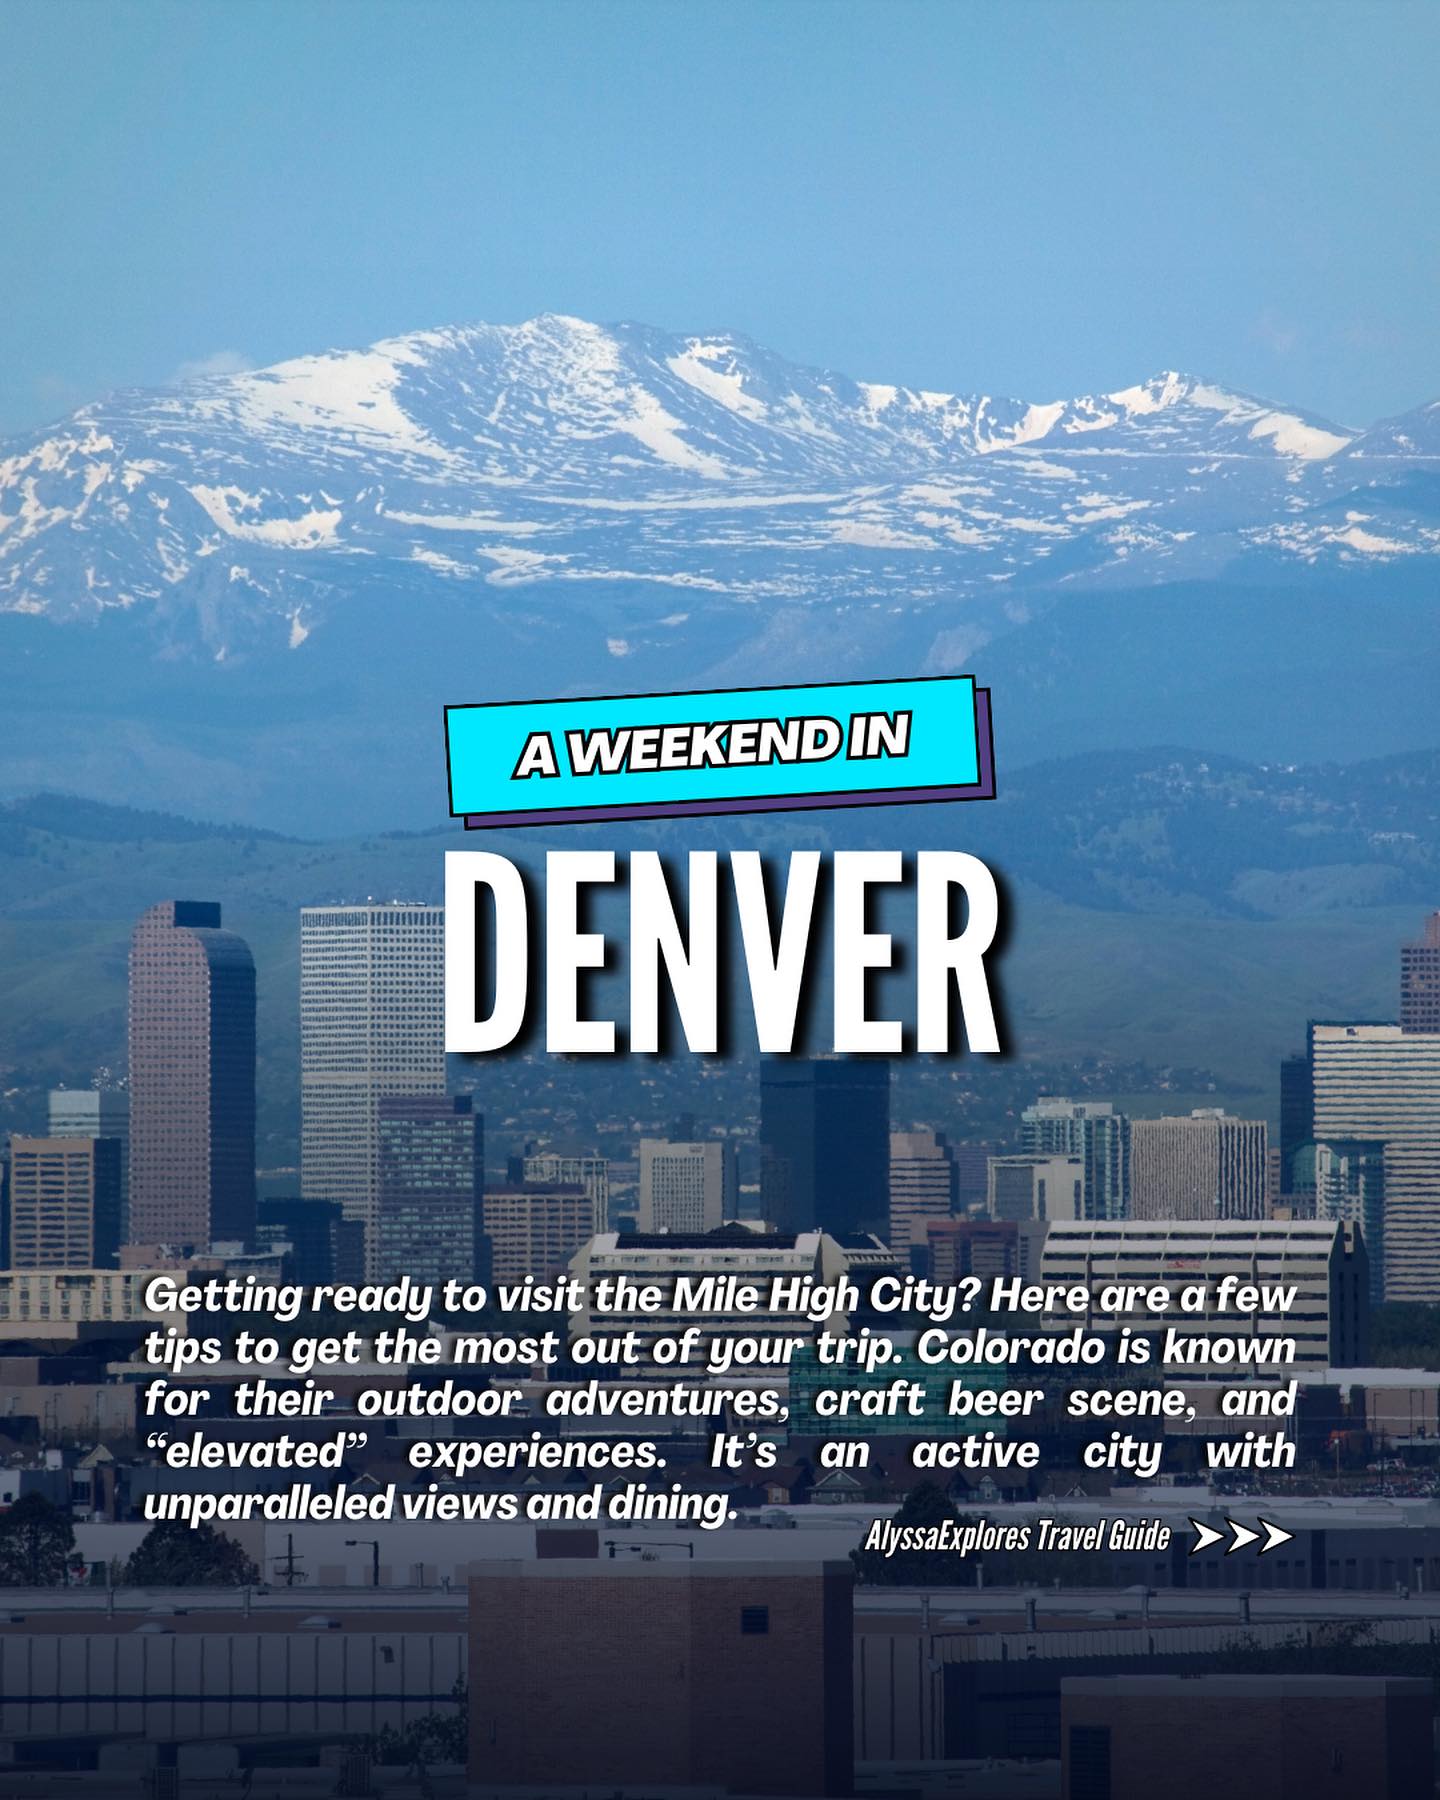 A WEEKEND IN
DENVER
Getting ready to visit the Mile High City? Here are a few
tips to get the most out of your trip. Colorado is known
for their outdoor adventures, craft beer scene, and
“elevated” experiences. It’s an active city with
unparalleled views and dining.
AlyssaExplores Travel Guide